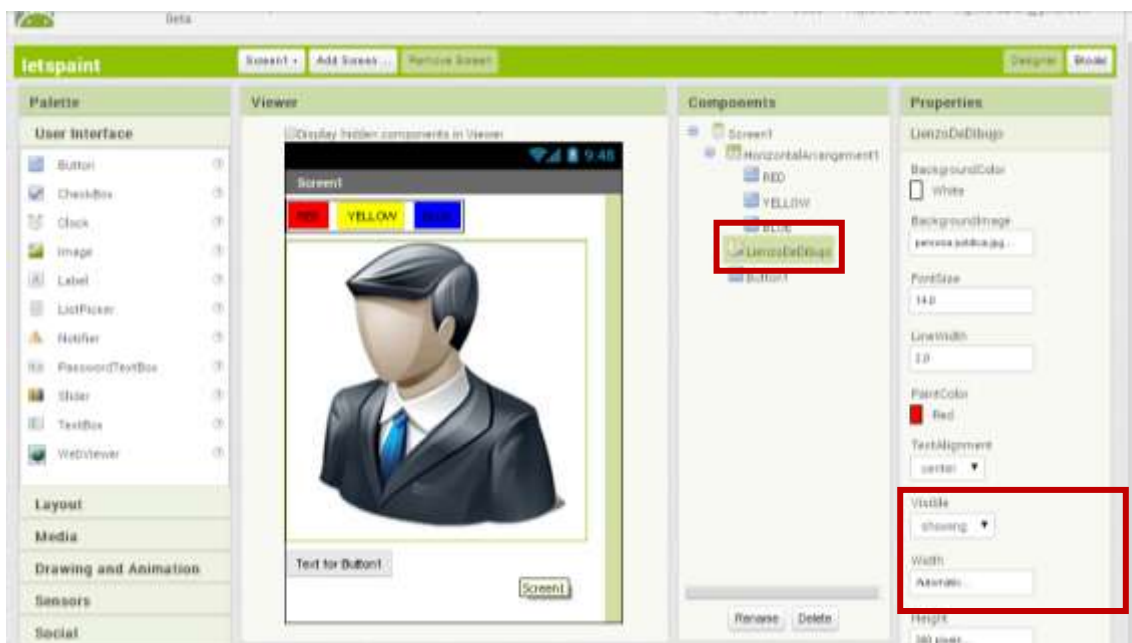 Beta
letspaint
Screen1
Add Screen ...
Remove Screen
Designer
Blocks
Palette
User Interface
Button
CheckBox
Clock
Image
Label
ListPicker
Notifier
PasswordTextBox
Slider
TextBox
WebViewer
Layout
Media
Drawing and Animation
Sensors
Social
Viewer
Display hidden components in Viewer
9:48
Screen1
RED YELLOW BLUE
Text for Button1
Screen1
Components
Screen1
HorizontalArrangement1
RED
YELLOW
BLUE
LienzoDeDibujo
Button1
Rename Delete
Properties
LienzoDeDibujo
BackgroundColor
White
BackgroundImage
FontSize
14.0
LineWidth
2.0
PaintColor
Red
TextAlignment
center
Visible
showing
Width
Automatic...
Height